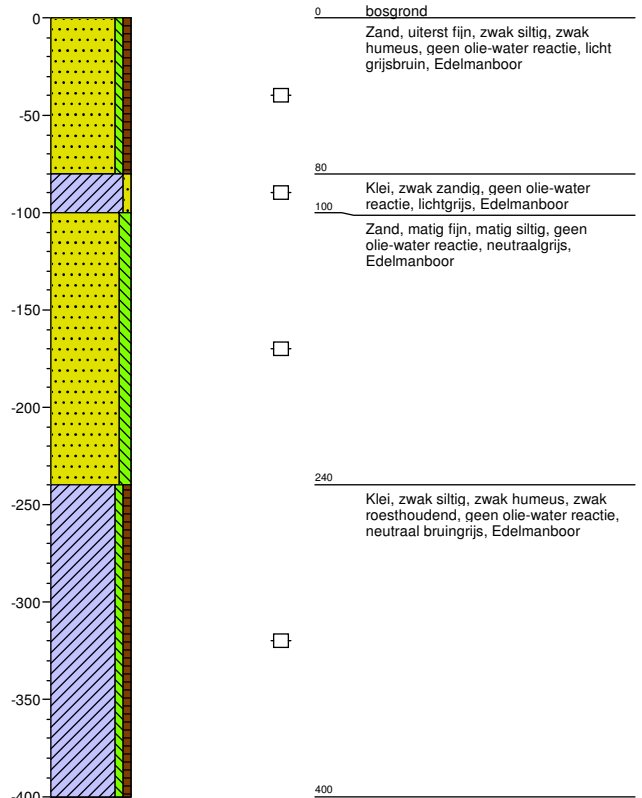 0
-50
-100
-150
-200
-250
-300
-350
-400
0 bosgrond
Zand, uiterst fijn, zwak siltig, zwak
humeus, geen olie-water reactie, licht
grijsbruin, Edelmanboor
80
Klei, zwak zandig, geen olie-water
reactie, lichtgrijs, Edelmanboor
100
Zand, matig fijn, matig siltig, geen
olie-water reactie, neutraalgrijs,
Edelmanboor
240
Klei, zwak siltig, zwak humeus, zwak
roesthoudend, geen olie-water reactie,
neutraal bruingrijs, Edelmanboor
400